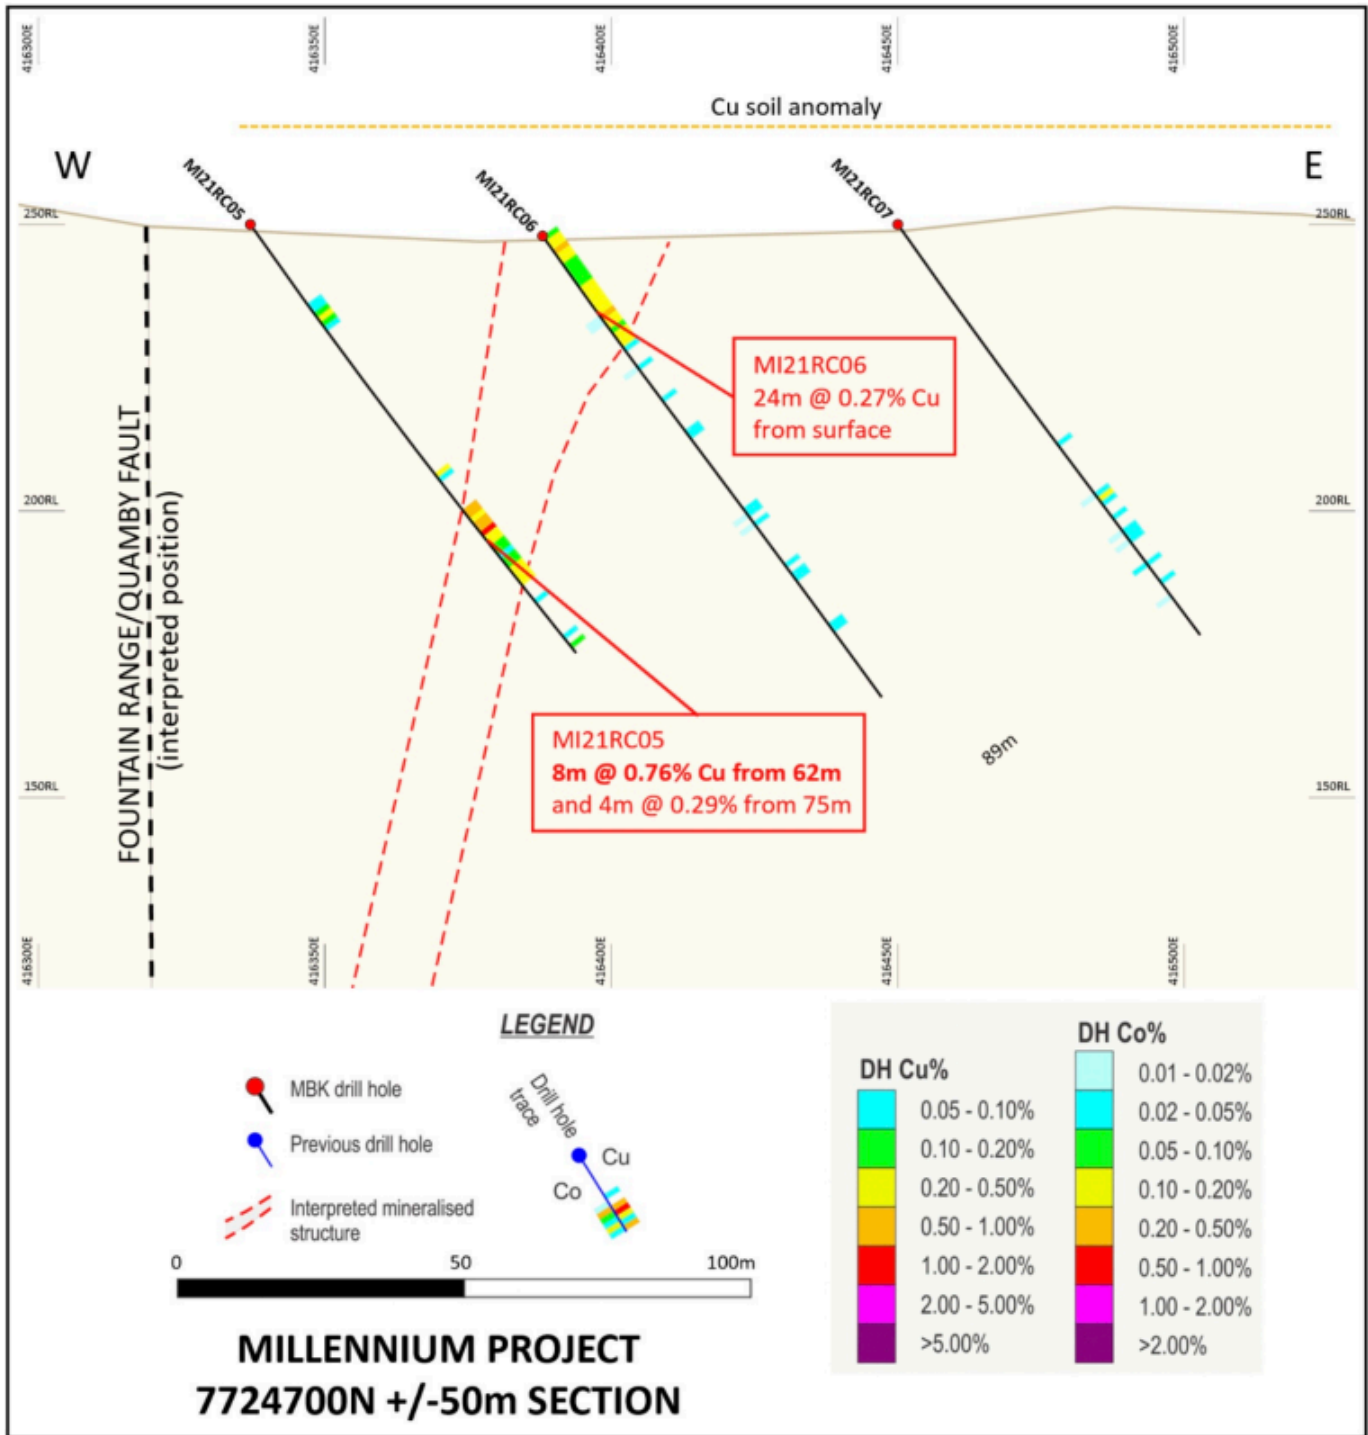 416300E
416350E
416400E
416450E
416500E
Cu soil anomaly
W
E
MI21RC05
MI21RC06
MI21RC07
250RL
250RL
MI21RC06
24m @ 0.27% Cu
from surface
200RL
200RL
FOUNTAIN RANGE/QUAMBY FAULT
(interpreted position)
MI21RC05
8m @ 0.76% Cu from 62m
and 4m @ 0.29% from 75m
89m
150RL
150RL
416300E
416350E
416400E
416450E
416500E
LEGEND
MBK drill hole
Previous drill hole
Interpreted mineralised
structure
Drill hole
trace
Cu
Co
0
50
100m
MILLENNIUM PROJECT
7724700N +/-50m SECTION
DH Cu%
0.05 - 0.10%
0.10 - 0.20%
0.20 - 0.50%
0.50 - 1.00%
1.00 - 2.00%
2.00 - 5.00%
>5.00%
DH Co%
0.01 - 0.02%
0.02 - 0.05%
0.05 - 0.10%
0.10 - 0.20%
0.20 - 0.50%
0.50 - 1.00%
1.00 - 2.00%
>2.00%